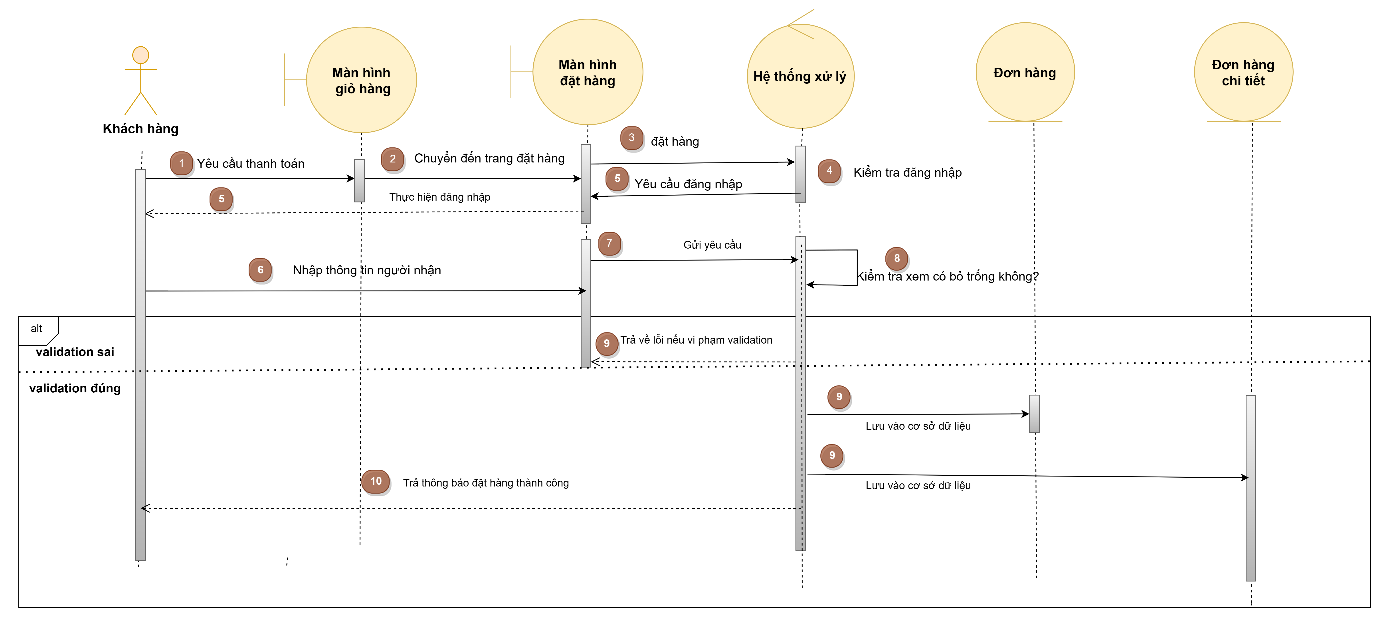 Khách hàng
Màn hình
giỏ hàng
Màn hình
đặt hàng
Hệ thống xử lý
Đơn hàng
Đơn hàng
chi tiết
1
Yêu cầu thanh toán
2
Chuyển đến trang đặt hàng
3
đặt hàng
4
Kiểm tra đăng nhập
5
Yêu cầu đăng nhập
5
Thực hiện đăng nhập
6
Nhập thông tin người nhận
7
Gửi yêu cầu
8
Kiểm tra xem có bỏ trống không?
alt
validation sai
9
Trả về lỗi nếu vi phạm validation
validation đúng
9
Lưu vào cơ sở dữ liệu
9
Lưu vào cơ sở dữ liệu
10
Trả thông báo đặt hàng thành công